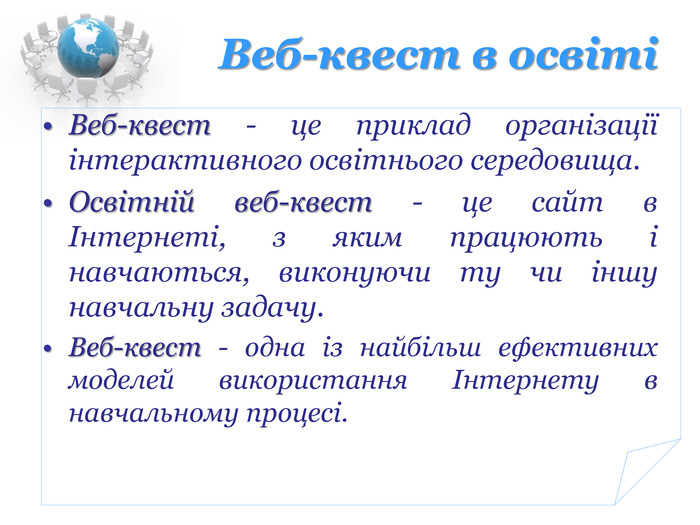 Веб-квест в освіті
• Веб-квест - це приклад організації
інтерактивного освітнього середовища.
• Освітній веб-квест - це сайт в
Інтернеті, з яким працюють і
навчаються, виконуючи ту чи іншу
навчальну задачу.
• Веб-квест - одна із найбільш ефективних
моделей використання Інтернету в
навчальному процесі.